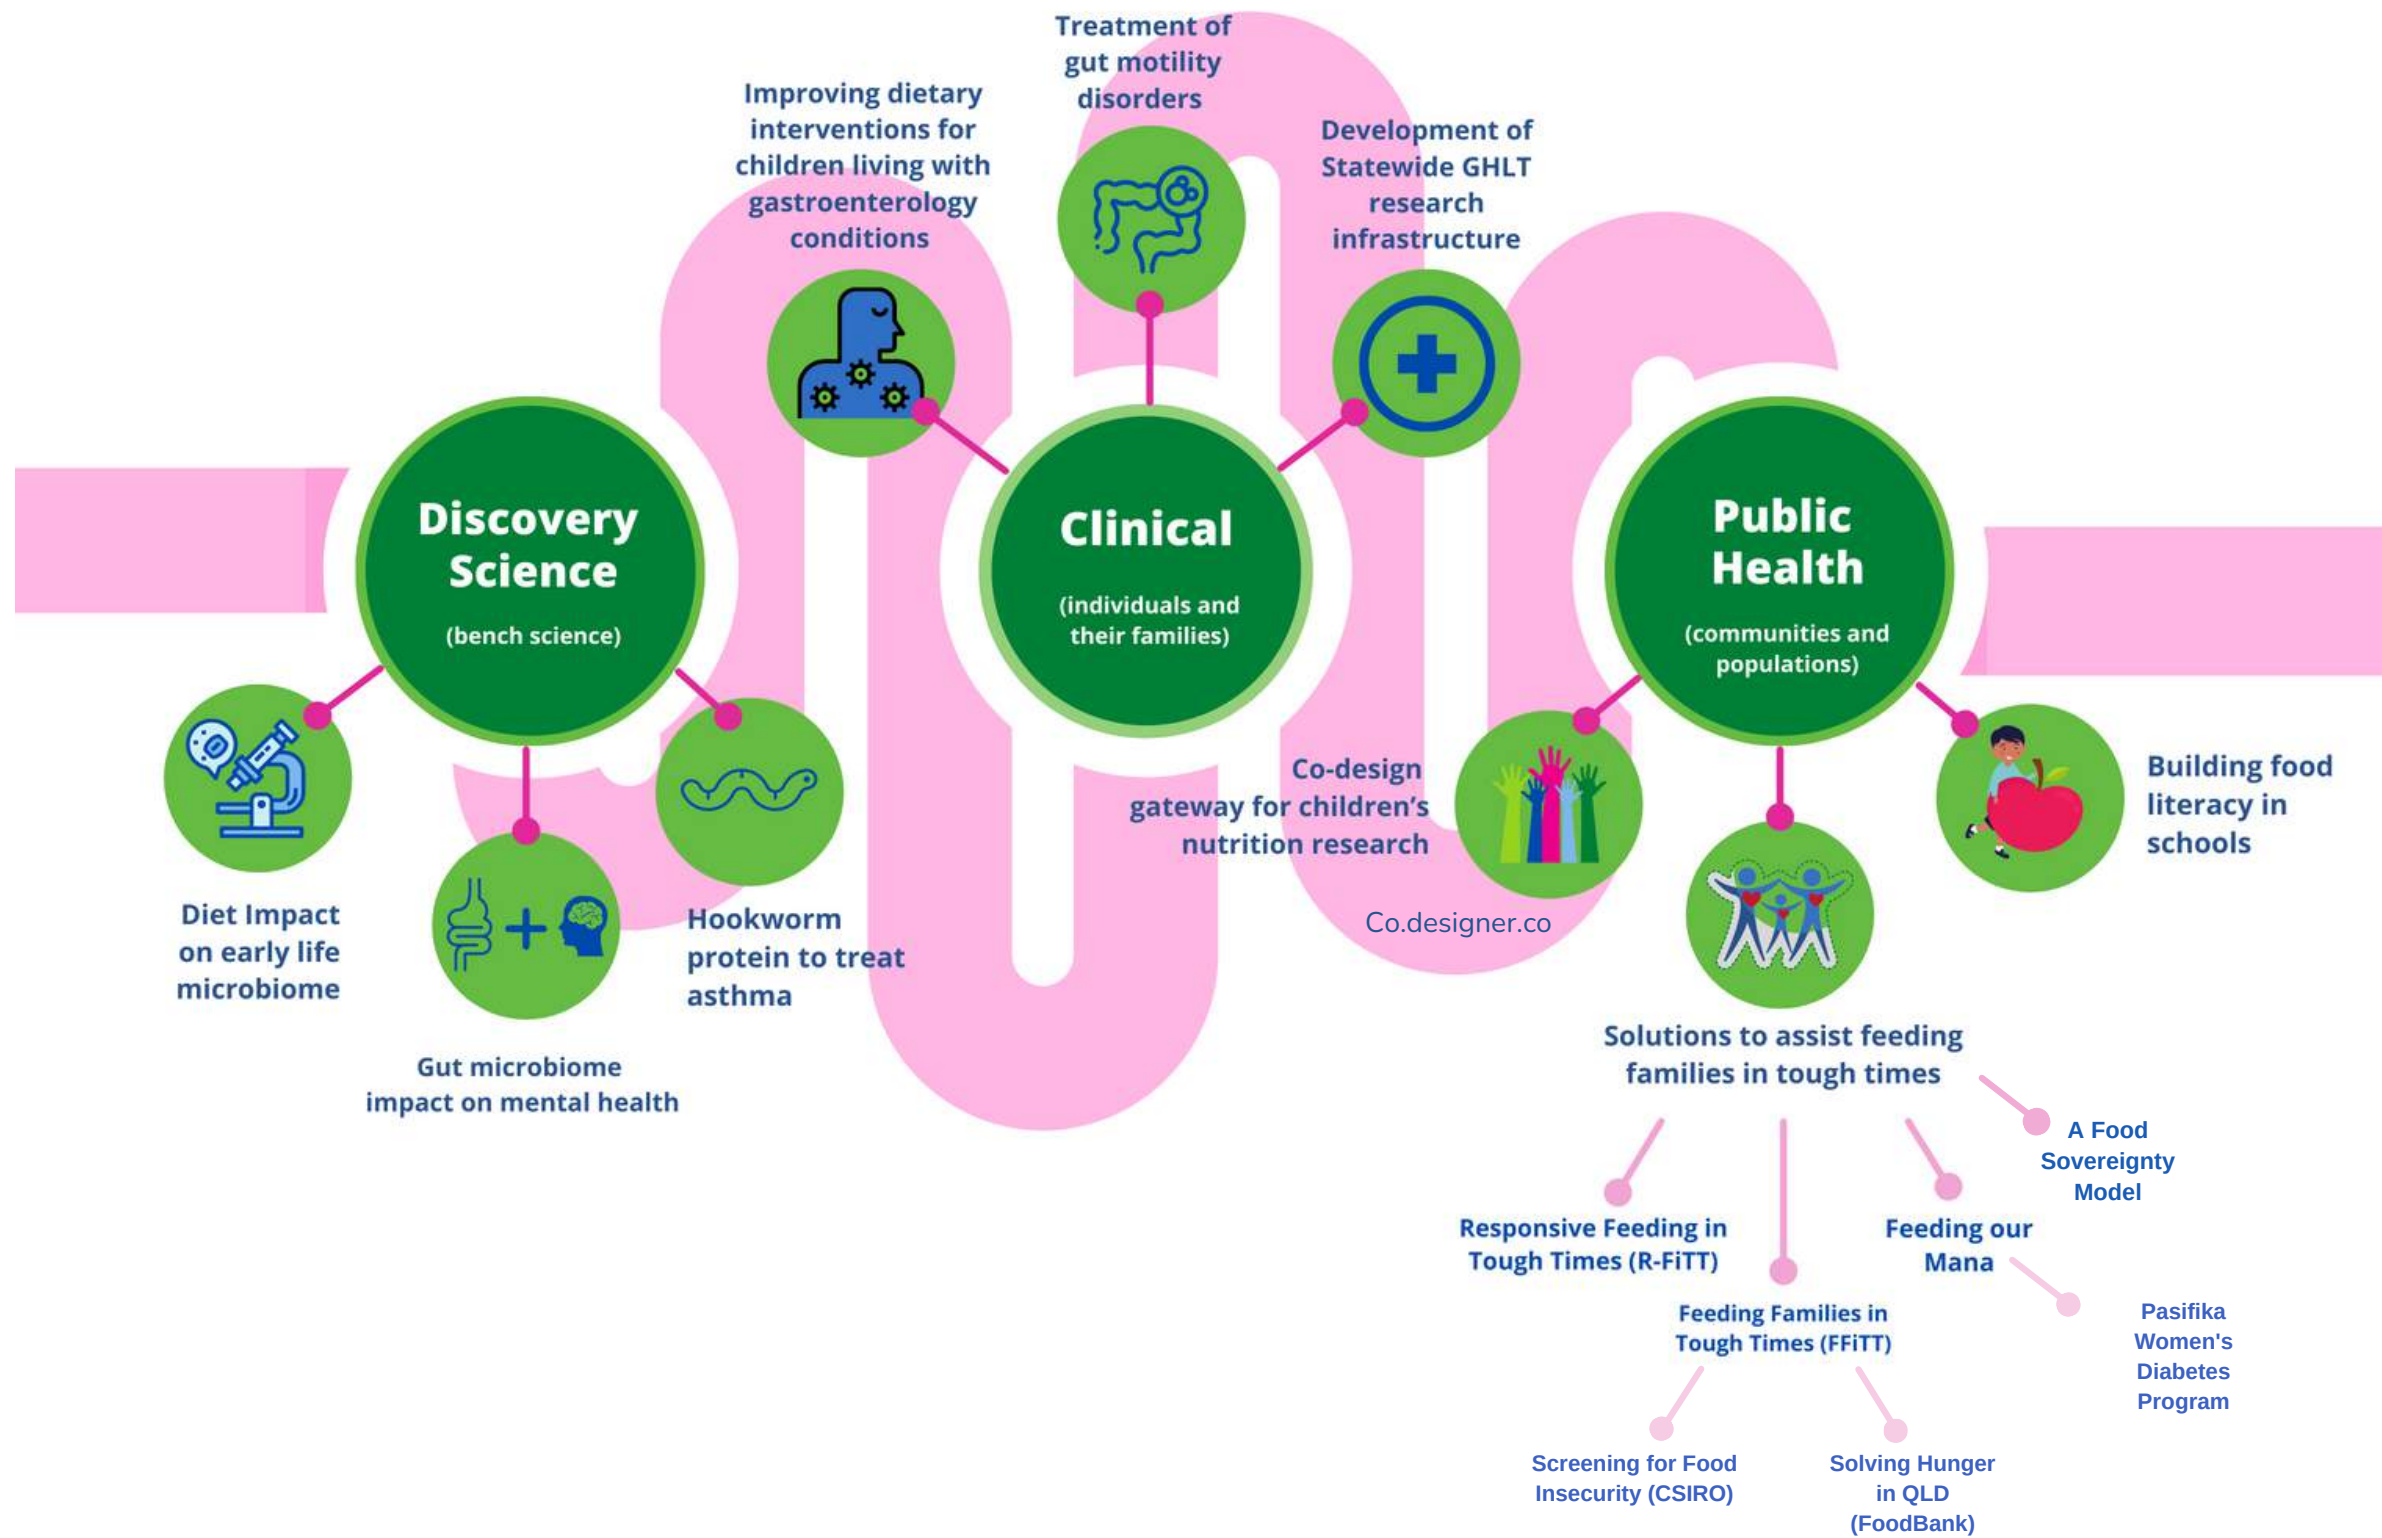 Treatment of
gut motility
disorders
Improving dietary
interventions for
children living with
gastroenterology
conditions
Development of
Statewide GHLT
research
infrastructure
Discovery
Science
(bench science)
Clinical
(individuals and
their families)
Public
Health
(communities and
populations)
Diet Impact
on early life
microbiome
Gut microbiome
impact on mental health
Hookworm
protein to treat
asthma
Co-design
gateway for children's
nutrition research
Co.designer.co
Building food
literacy in
schools
Solutions to assist feeding
families in tough times
A Food
Sovereignty
Model
Responsive Feeding in
Tough Times (R-FiTT)
Feeding our
Mana
Feeding Families in
Tough Times (FFiTT)
Pasifika
Women's
Diabetes
Program
Screening for Food
Insecurity (CSIRO)
Solving Hunger
in QLD
(FoodBank)